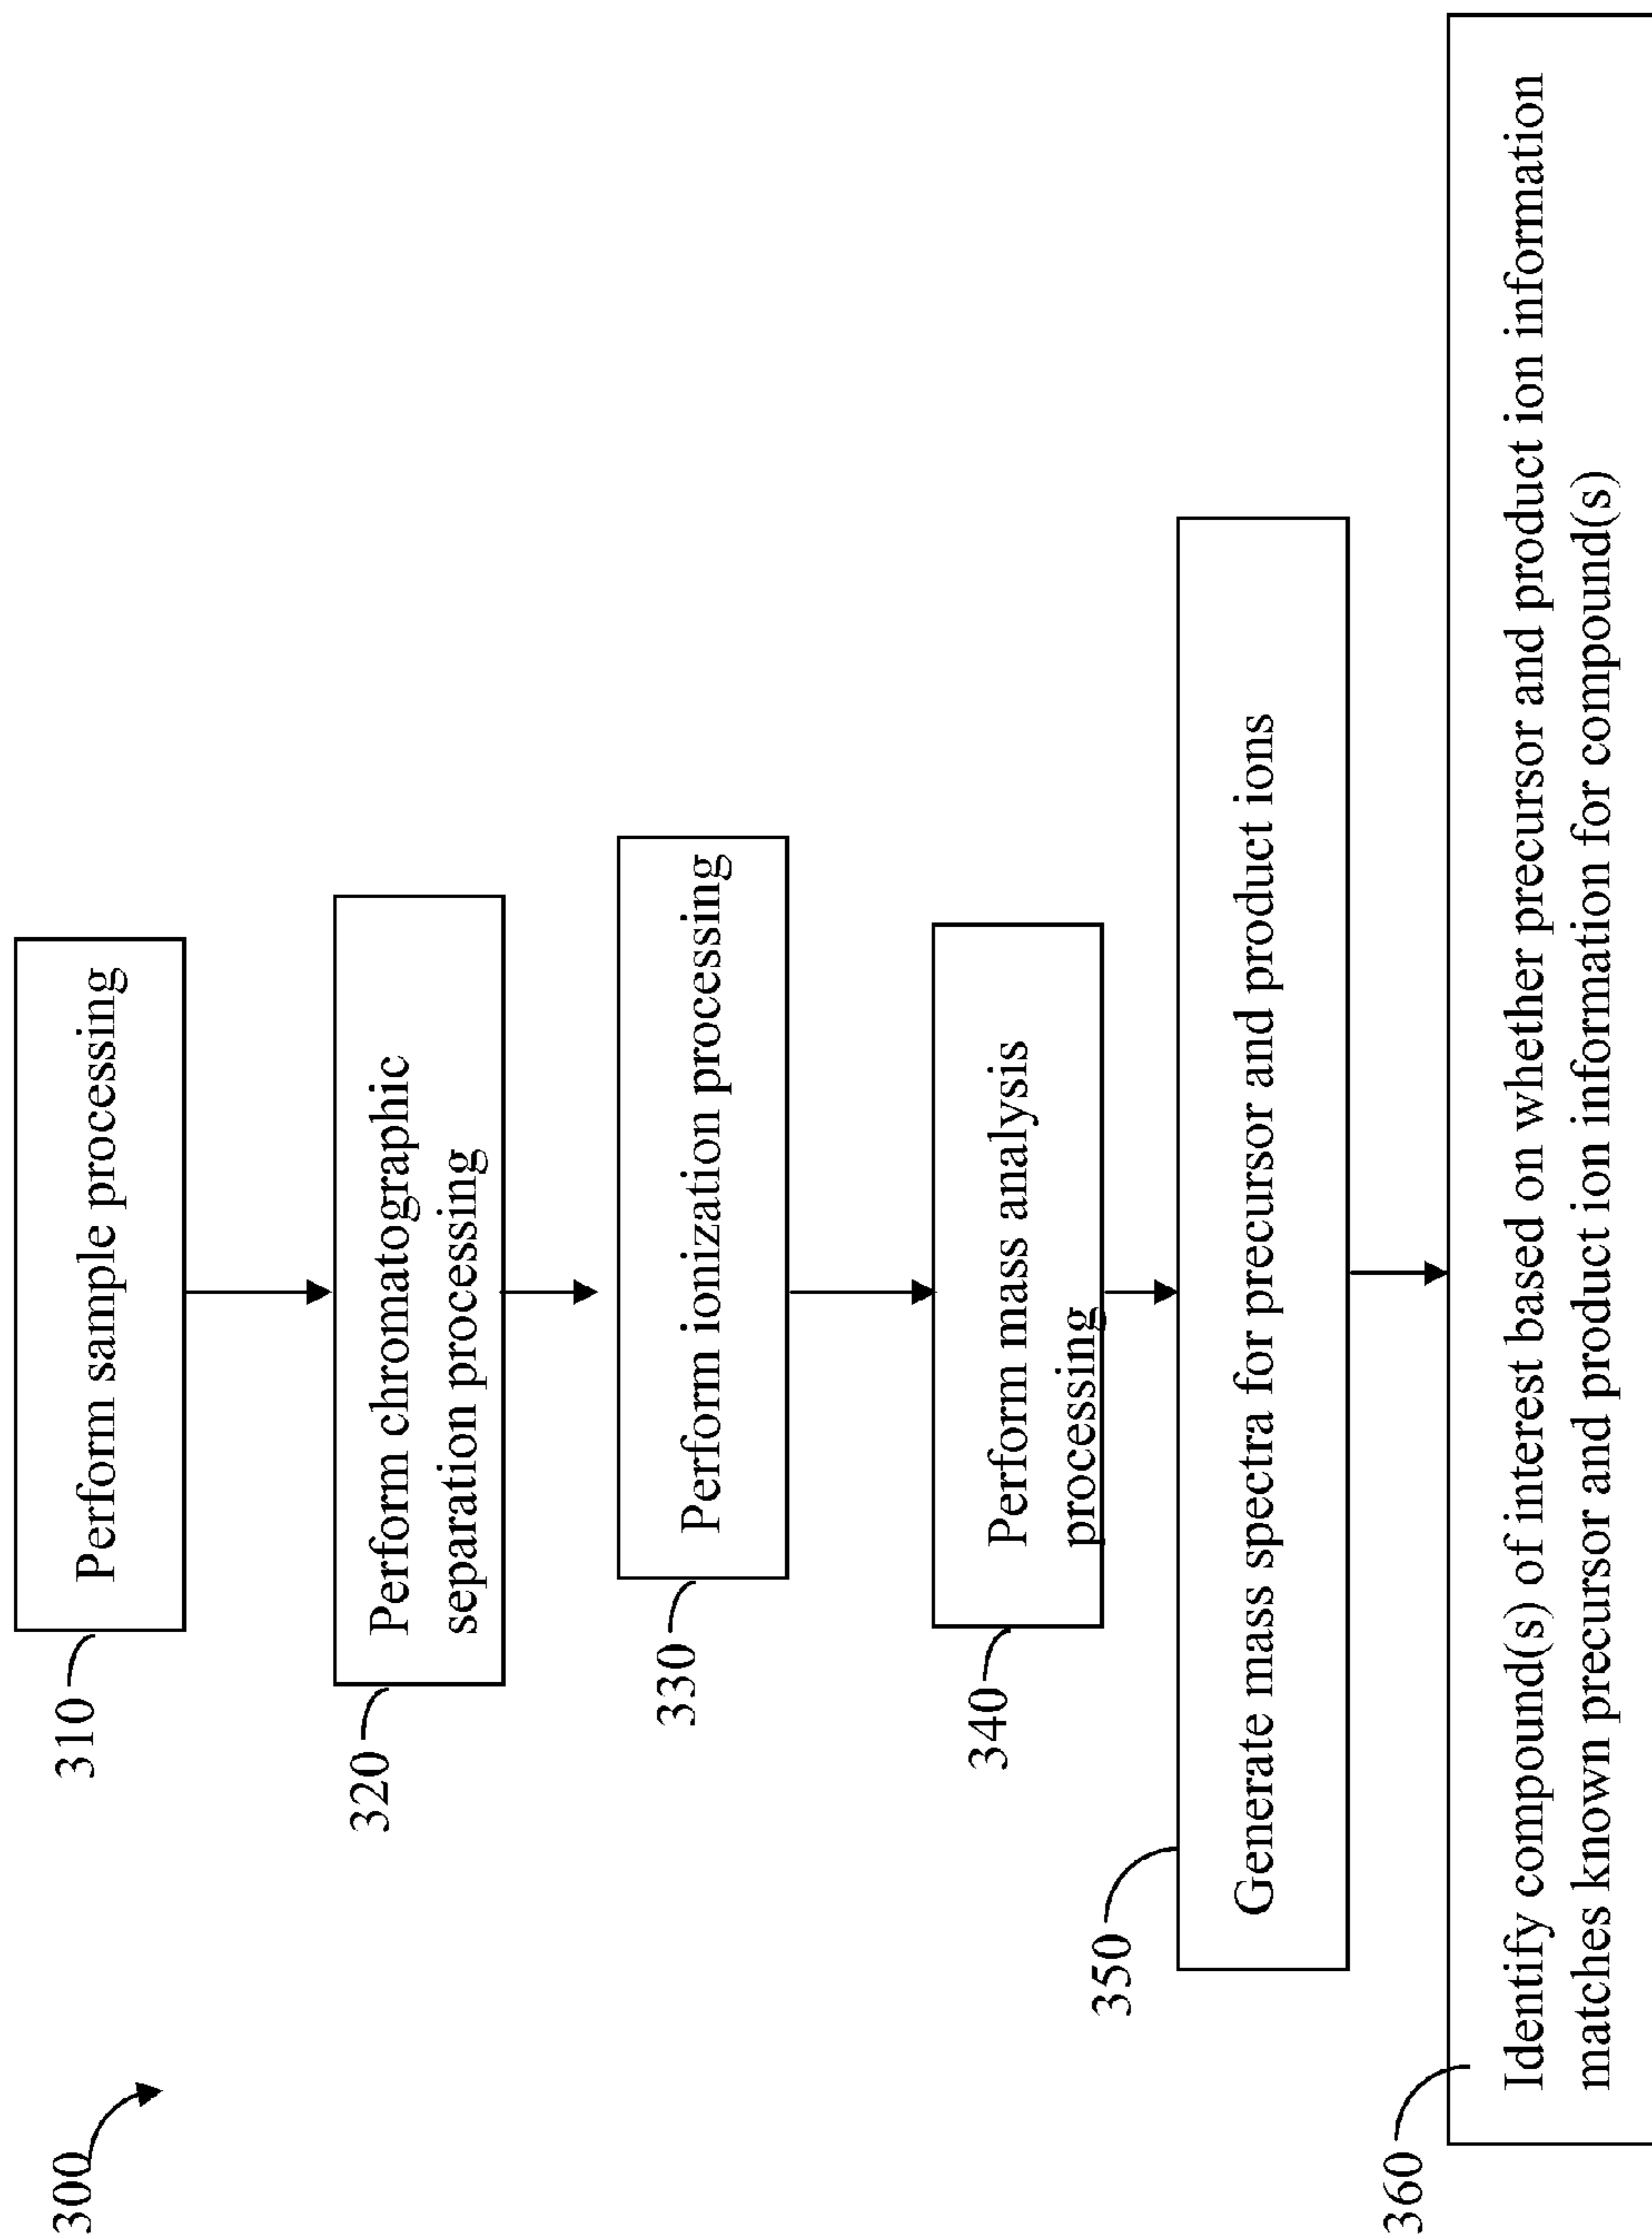 300
310
Perform sample processing
320
Perform chromatographic
separation processing
330
Perform ionization processing
340
Perform mass analysis
processing
350
Generate mass spectra for precursor and product ions
360
Identify compound(s) of interest based on whether precursor and product ion information
matches known precursor and product ion information for compound(s)